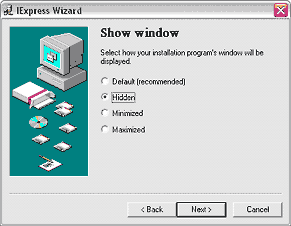 IExpress Wizard
Show window
Select how your installation program's window will be
displayed.
Default (recommended)
Hidden
Minimized
Maximized
< Back
Next >
Cancel